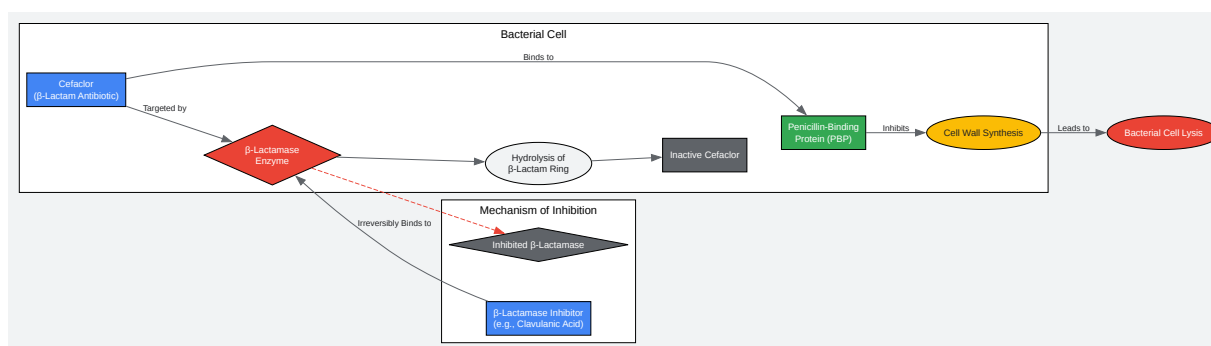 Bacterial Cell
Binds to
Cefaclor
(β-Lactam Antibiotic)
Targeted by
β-Lactamase
Enzyme
Hydrolysis of
β-Lactam Ring
Inactive Cefaclor
Penicillin-Binding
Protein (PBP)
Inhibits
Cell Wall Synthesis
Leads to
Bacterial Cell Lysis
Mechanism of Inhibition
Irreversibly Binds to
Inhibited β-Lactamase
β-Lactamase Inhibitor
(e.g., Clavulanic Acid)